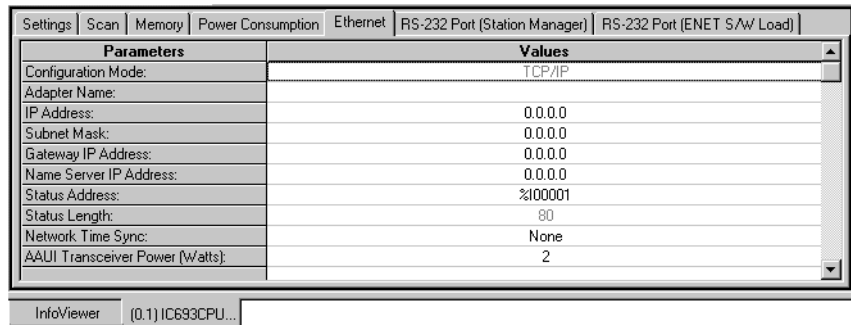 Settings Scan Memory Power Consumption Ethernet RS-232 Port (Station Manager) RS-232 Port (ENET S/W Load)
Parameters Values
Configuration Mode: TCP/IP
Adapter Name:
IP Address: 0.0.0.0
Subnet Mask: 0.0.0.0
Gateway IP Address: 0.0.0.0
Name Server IP Address: 0.0.0.0
Status Address: %I00001
Status Length: 80
Network Time Sync: None
AAUI Transceiver Power (Watts): 2
InfoViewer (0.1) IC693CPU...